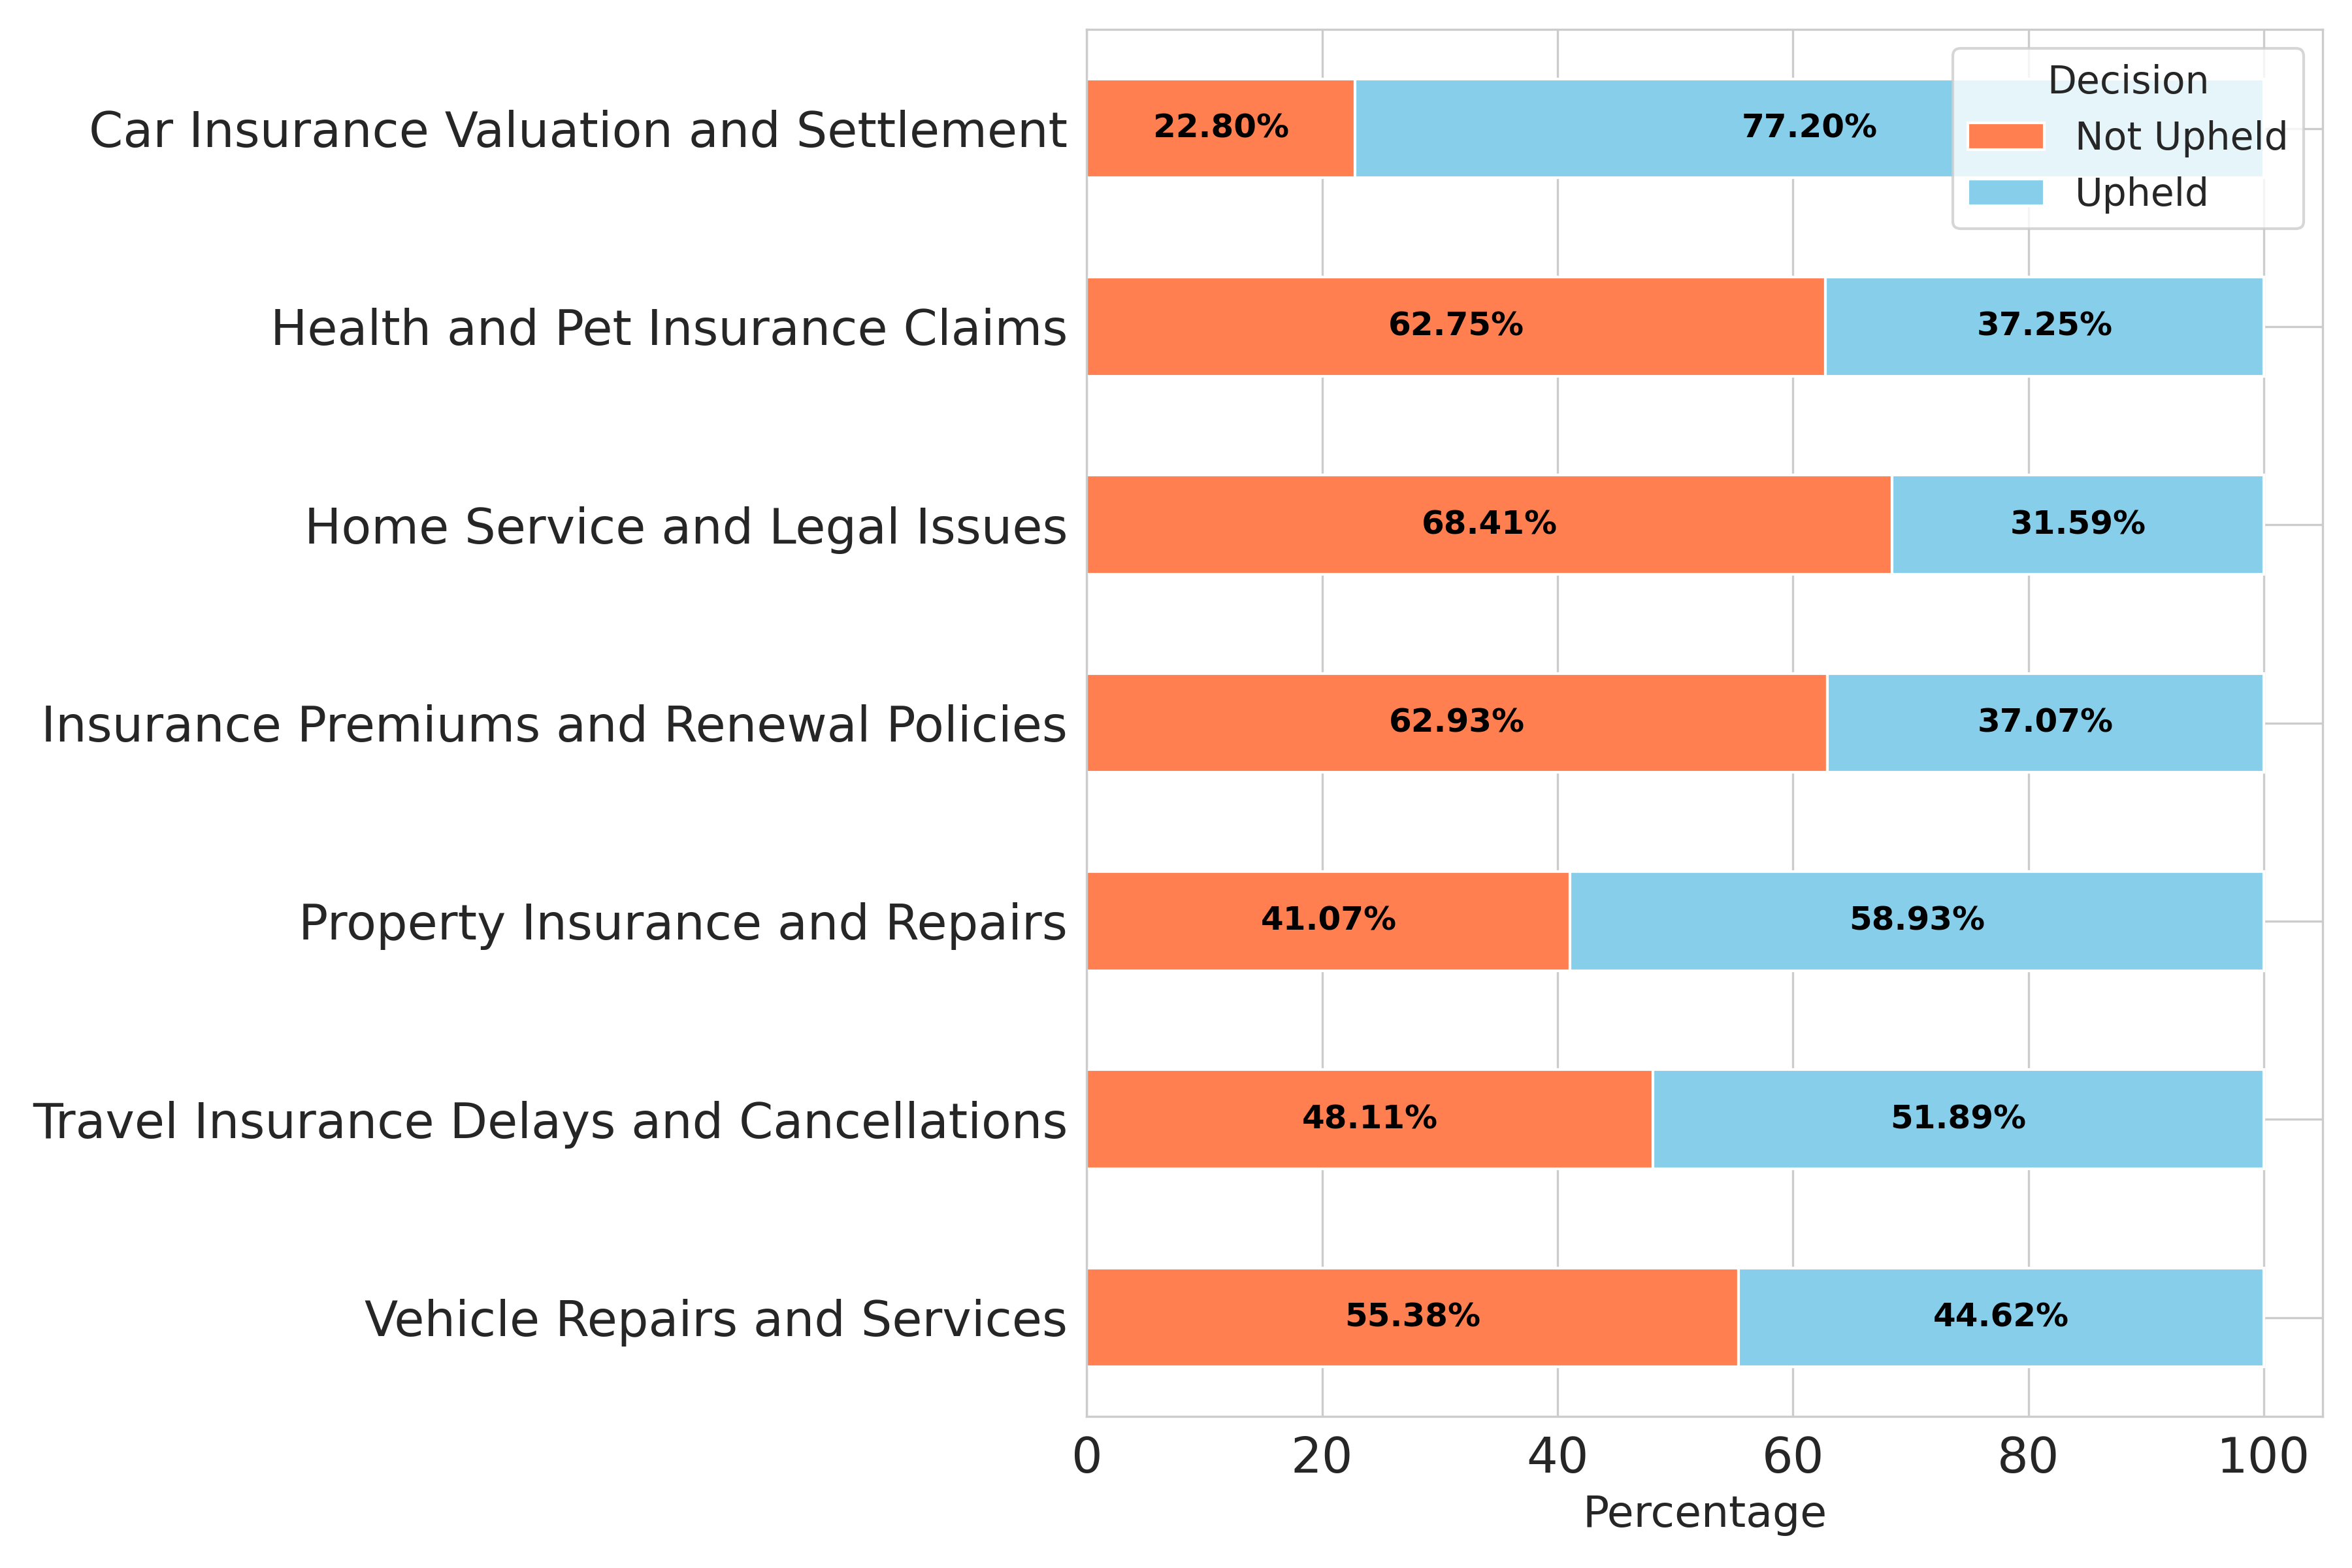 Decision
Not Upheld
Upheld
Car Insurance Valuation and Settlement 22.80% 77.20%
Health and Pet Insurance Claims 62.75% 37.25%
Home Service and Legal Issues 68.41% 31.59%
Insurance Premiums and Renewal Policies 62.93% 37.07%
Property Insurance and Repairs 41.07% 58.93%
Travel Insurance Delays and Cancellations 48.11% 51.89%
Vehicle Repairs and Services 55.38% 44.62%
0 20 40 60 80 100
Percentage